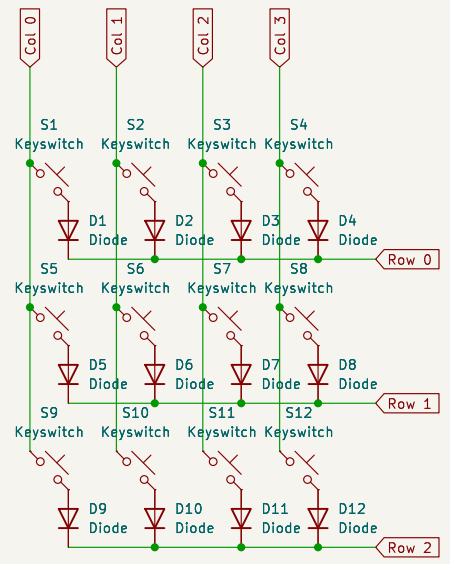 Col 0
Col 1
Col 2
Col 3
S1
Keyswitch
S2
Keyswitch
S3
Keyswitch
S4
Keyswitch
D1
Diode
D2
Diode
D3
Diode
D4
Diode
Row 0
S5
Keyswitch
S6
Keyswitch
S7
Keyswitch
S8
Keyswitch
D5
Diode
D6
Diode
D7
Diode
D8
Diode
Row 1
S9
Keyswitch
S10
Keyswitch
S11
Keyswitch
S12
Keyswitch
D9
Diode
D10
Diode
D11
Diode
D12
Diode
Row 2